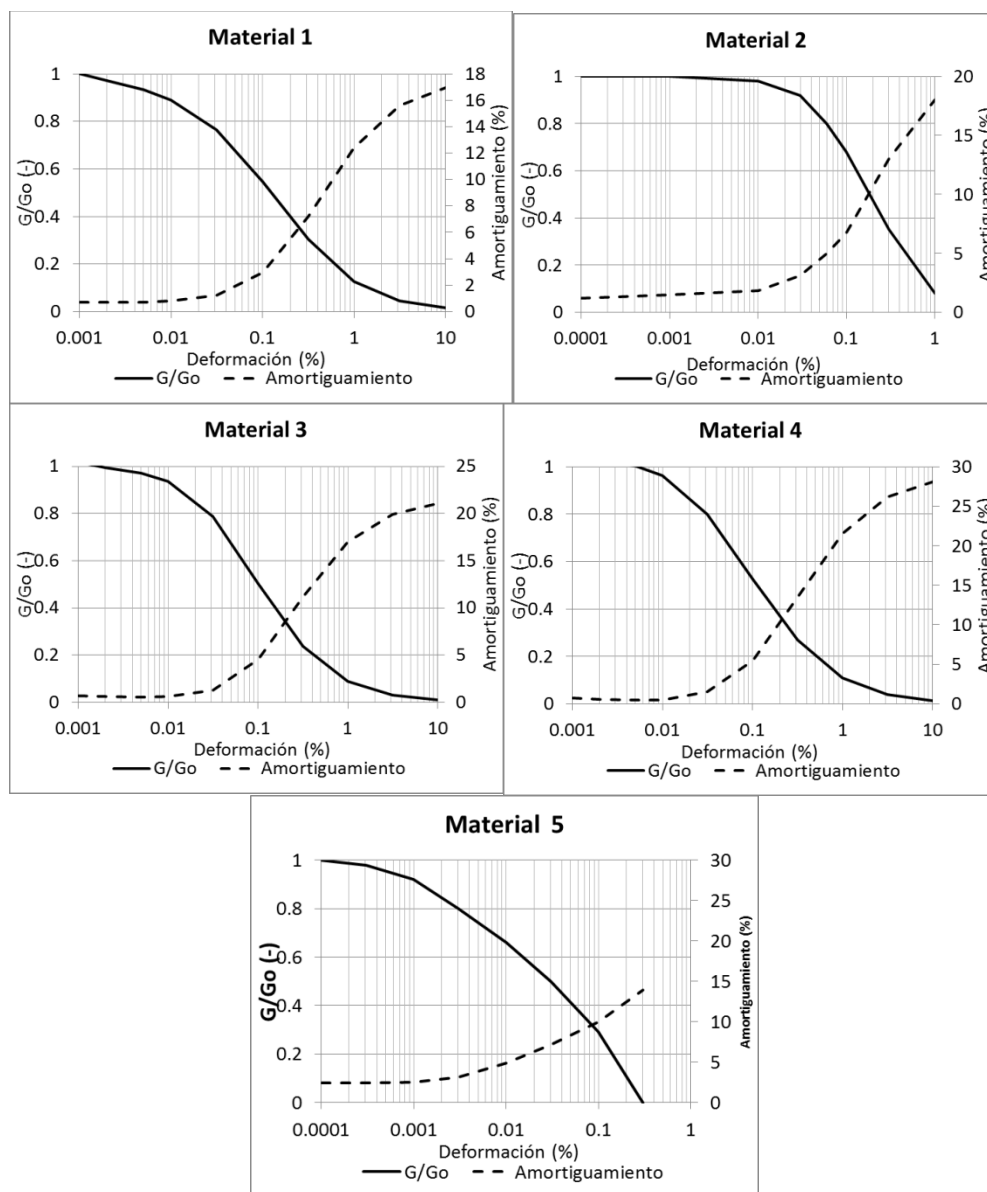 Material 1
1
0.8
0.6
0.4
0.2
0
G/Go (-)
18
16
14
12
10
8
6
4
2
0
Amortiguamiento (%)
0.001 0.01 0.1 1 10
Deformación (%)
G/Go Amortiguamiento
Material 2
1
0.8
0.6
0.4
0.2
0
G/Go (-)
20
15
10
5
0
Amortiguamiento (%)
0.0001 0.001 0.01 0.1 1
Deformación (%)
G/Go Amortiguamiento
Material 3
1
0.8
0.6
0.4
0.2
0
G/Go (-)
25
20
15
10
5
0
Amortiguamiento (%)
0.001 0.01 0.1 1 10
Deformación (%)
G/Go Amortiguamiento
Material 4
1
0.8
0.6
0.4
0.2
0
G/Go (-)
30
25
20
15
10
5
0
Amortiguamiento (%)
0.001 0.01 0.1 1 10
Deformación (%)
G/Go Amortiguamiento
Material 5
1
0.8
0.6
0.4
0.2
0
G/Go (-)
30
25
20
15
10
5
0
Amortiguamiento (%)
0.0001 0.001 0.01 0.1 1
Deformación (%)
G/Go Amortiguamiento